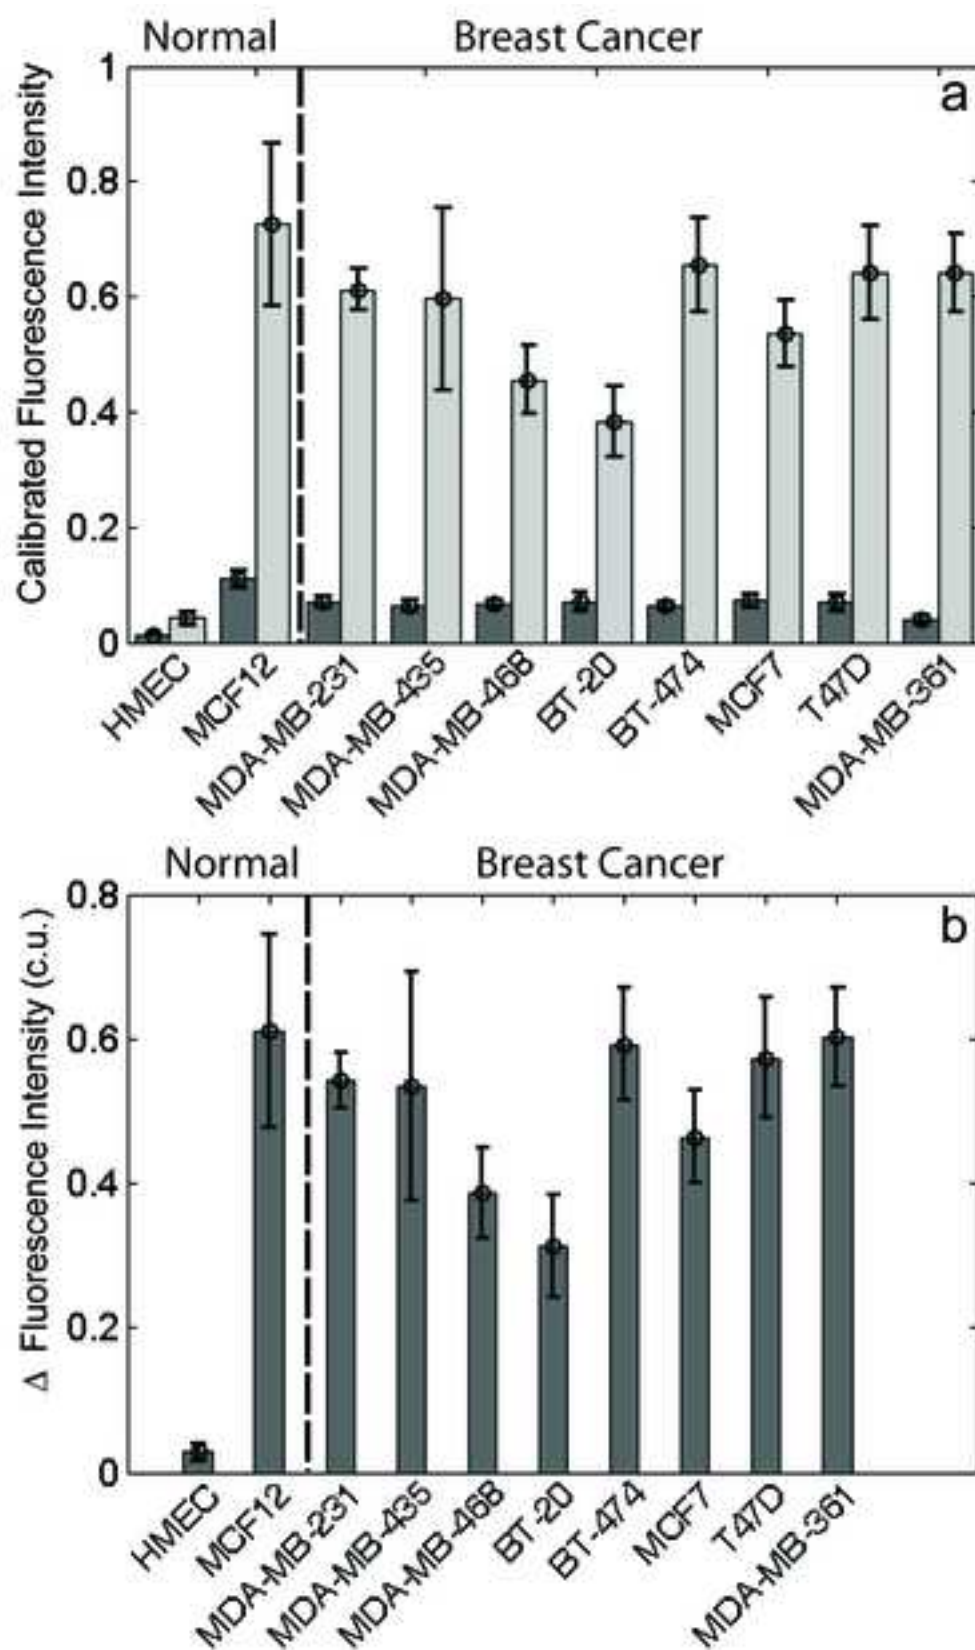 Normal Breast Cancer
a
Calibrated Fluorescence Intensity
1
0.8
0.6
0.4
0.2
0
HMEC
MCF12
MDA-MB-231
MDA-MB-435
MDA-MB-468
BT-20
BT-474
MCF7
T47D
MDA-MB-361
Normal Breast Cancer
b
Δ Fluorescence Intensity (c.u.)
0.8
0.6
0.4
0.2
0
HMEC
MCF12
MDA-MB-231
MDA-MB-435
MDA-MB-468
BT-20
BT-474
MCF7
T47D
MDA-MB-361